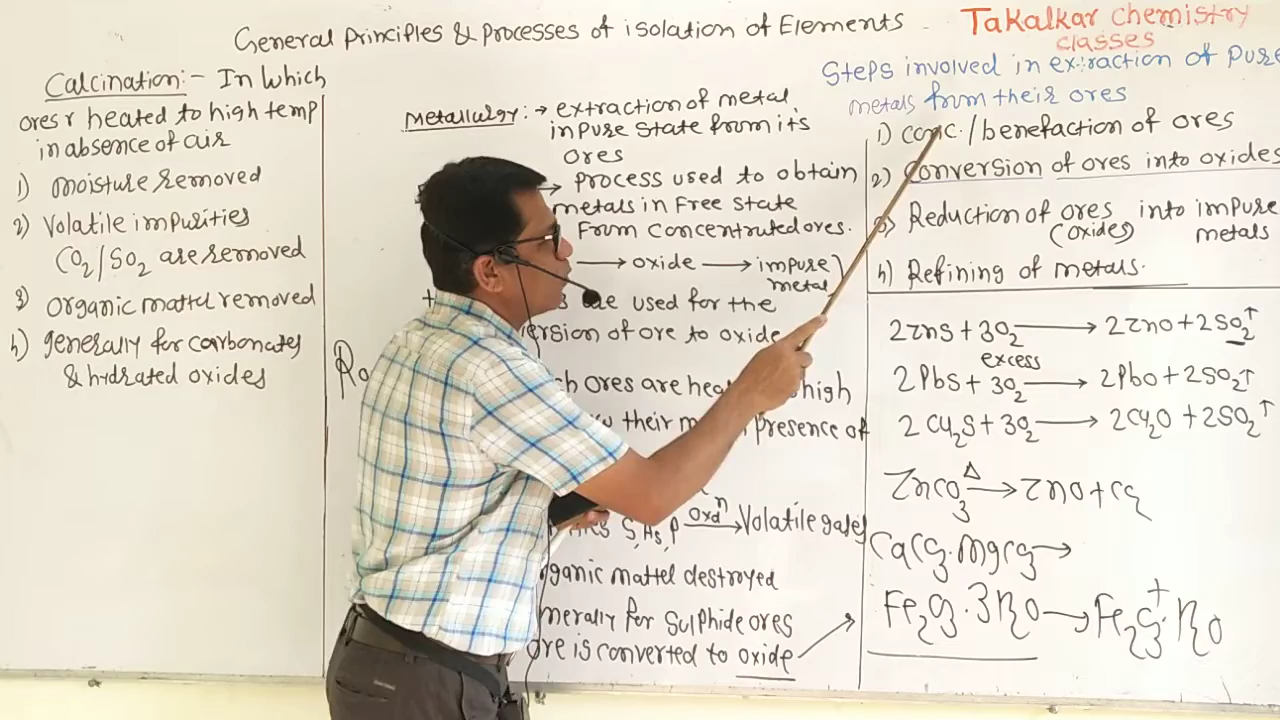 General Principles & Processes of isolation of Elements
Takalkar Chemistry
classes
Calcination:- In Which
ores r heated to high temp
in absence of air
1) moisture removed
2) Volatile impurities
CO2/SO2 are removed
3) organic mattel removed
4) generally for carbonates
& hydrated oxides
Metallurgy:→ extraction of metal
in pure state from its
ores
→ Process used to obtain
metals in Free State
From concentrated ores.
→ oxide → impure
metal)
used for the
ersion of ore to oxide
ch ores are hea high
their m presence of
S, As, P oxdn→ Volatile gases
ganic mattel destroyed
nerally for Sulphide ores
ore is converted to oxide
Steps involved in extraction of pure
metals from their ores
1) conc./benefaction of ores
2) Conversion of ores into oxides
Reduction of ores into impure
(oxides) metals
4) Refining of metals.
2ZnS + 3O2 → 2ZnO + 2SO2↑
excess
2PbS + 3O2 → 2PbO + 2SO2↑
2Cu2S + 3O2 → 2Cu2O + 2SO2↑
ZnCO3 Δ→ ZnO + CO2
CaCO3.MgCO3 →
Fe2O3.3H2O → Fe2O3 + H2O